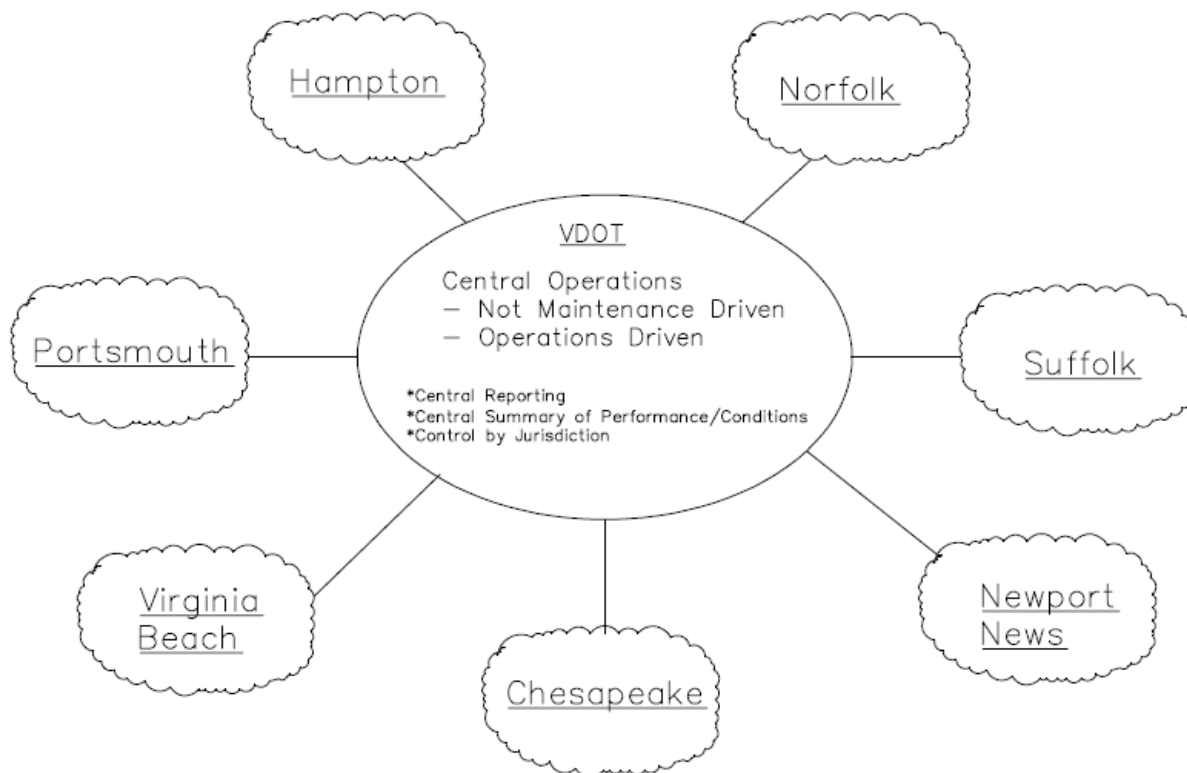 Hampton
Norfolk
VDOT
Central Operations
— Not Maintenance Driven
— Operations Driven
Portsmouth
Suffolk
*Central Reporting
*Central Summary of Performance/Conditions
*Control by Jurisdiction
Virginia
Beach
Newport
News
Chesapeake